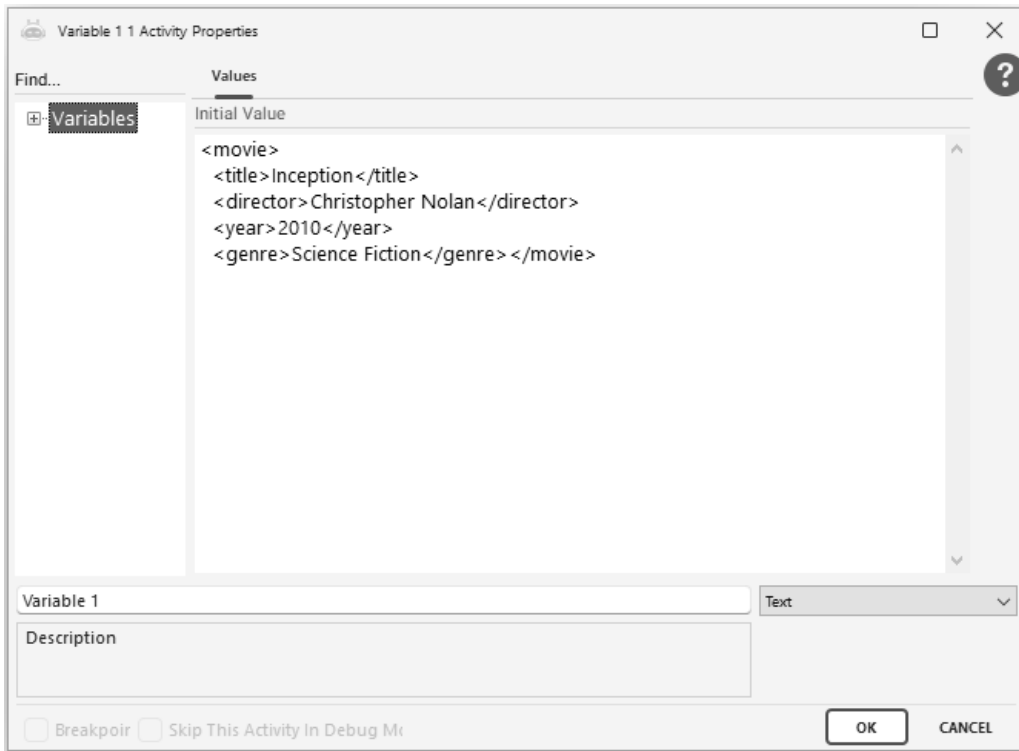 Variable 1 1 Activity Properties
Find...
Values
?
Variables
Initial Value
<movie>
<title>Inception</title>
<director>Christopher Nolan</director>
<year>2010</year>
<genre>Science Fiction</genre></movie>
Variable 1
Text
Description
Breakpoir
Skip This Activity In Debug Mo
OK
CANCEL